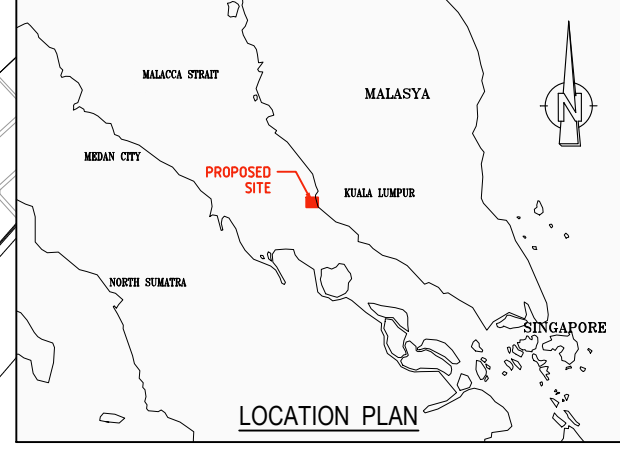 MALACCA STRAIT
MALASYA
N
MEDAN CITY
PROPOSED
SITE
KUALA LUMPUR
NORTH SUMATRA
SINGAPORE
LOCATION PLAN